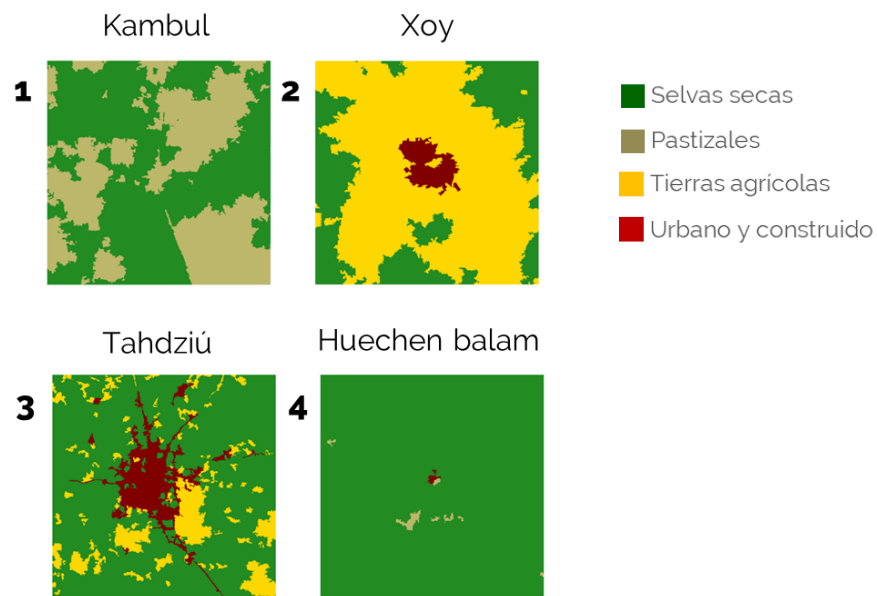 Kambul
Xoy
1
2
Selvas secas
Pastizales
Tierras agrícolas
Urbano y construido
Tahdziú
Huechen balam
3
4